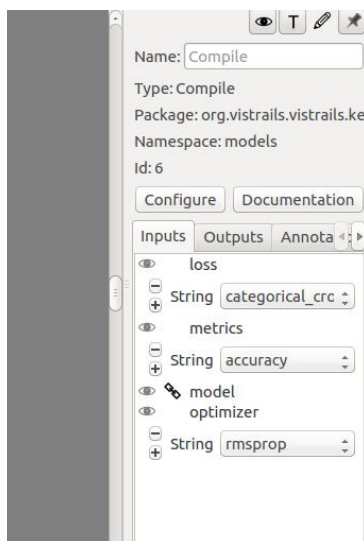 T
Name: Compile
Type: Compile
Package: org.vistrails.vistrails.ke
Namespace: models
Id: 6
Configure Documentation
Inputs Outputs Annota
loss
String categorical_crc
metrics
String accuracy
model
optimizer
String rmsprop